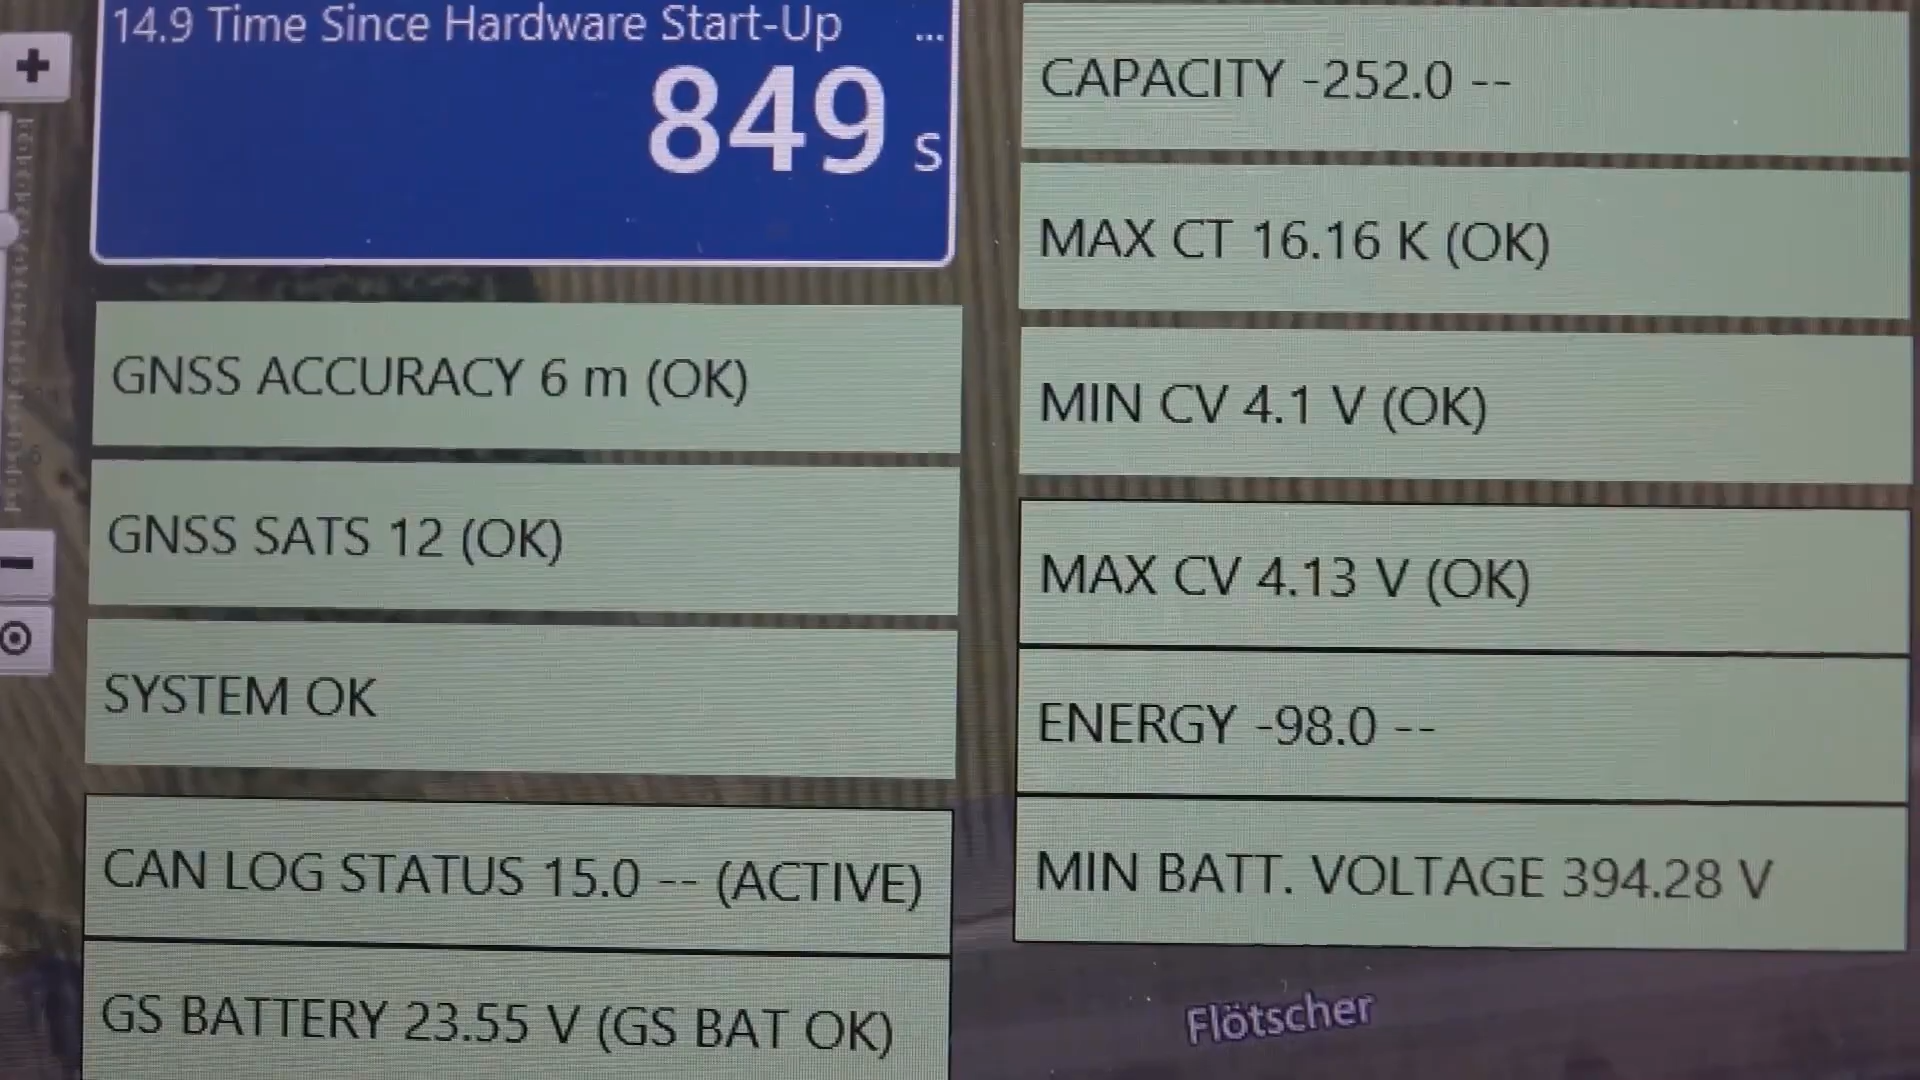 14.9 Time Since Hardware Start-Up ...
849 s
GNSS ACCURACY 6 m (OK)
GNSS SATS 12 (OK)
SYSTEM OK
CAN LOG STATUS 15.0 -- (ACTIVE)
GS BATTERY 23.55 V (GS BAT OK)
CAPACITY -252.0 --
MAX CT 16.16 K (OK)
MIN CV 4.1 V (OK)
MAX CV 4.13 V (OK)
ENERGY -98.0 --
MIN BATT. VOLTAGE 394.28 V
Flötscher